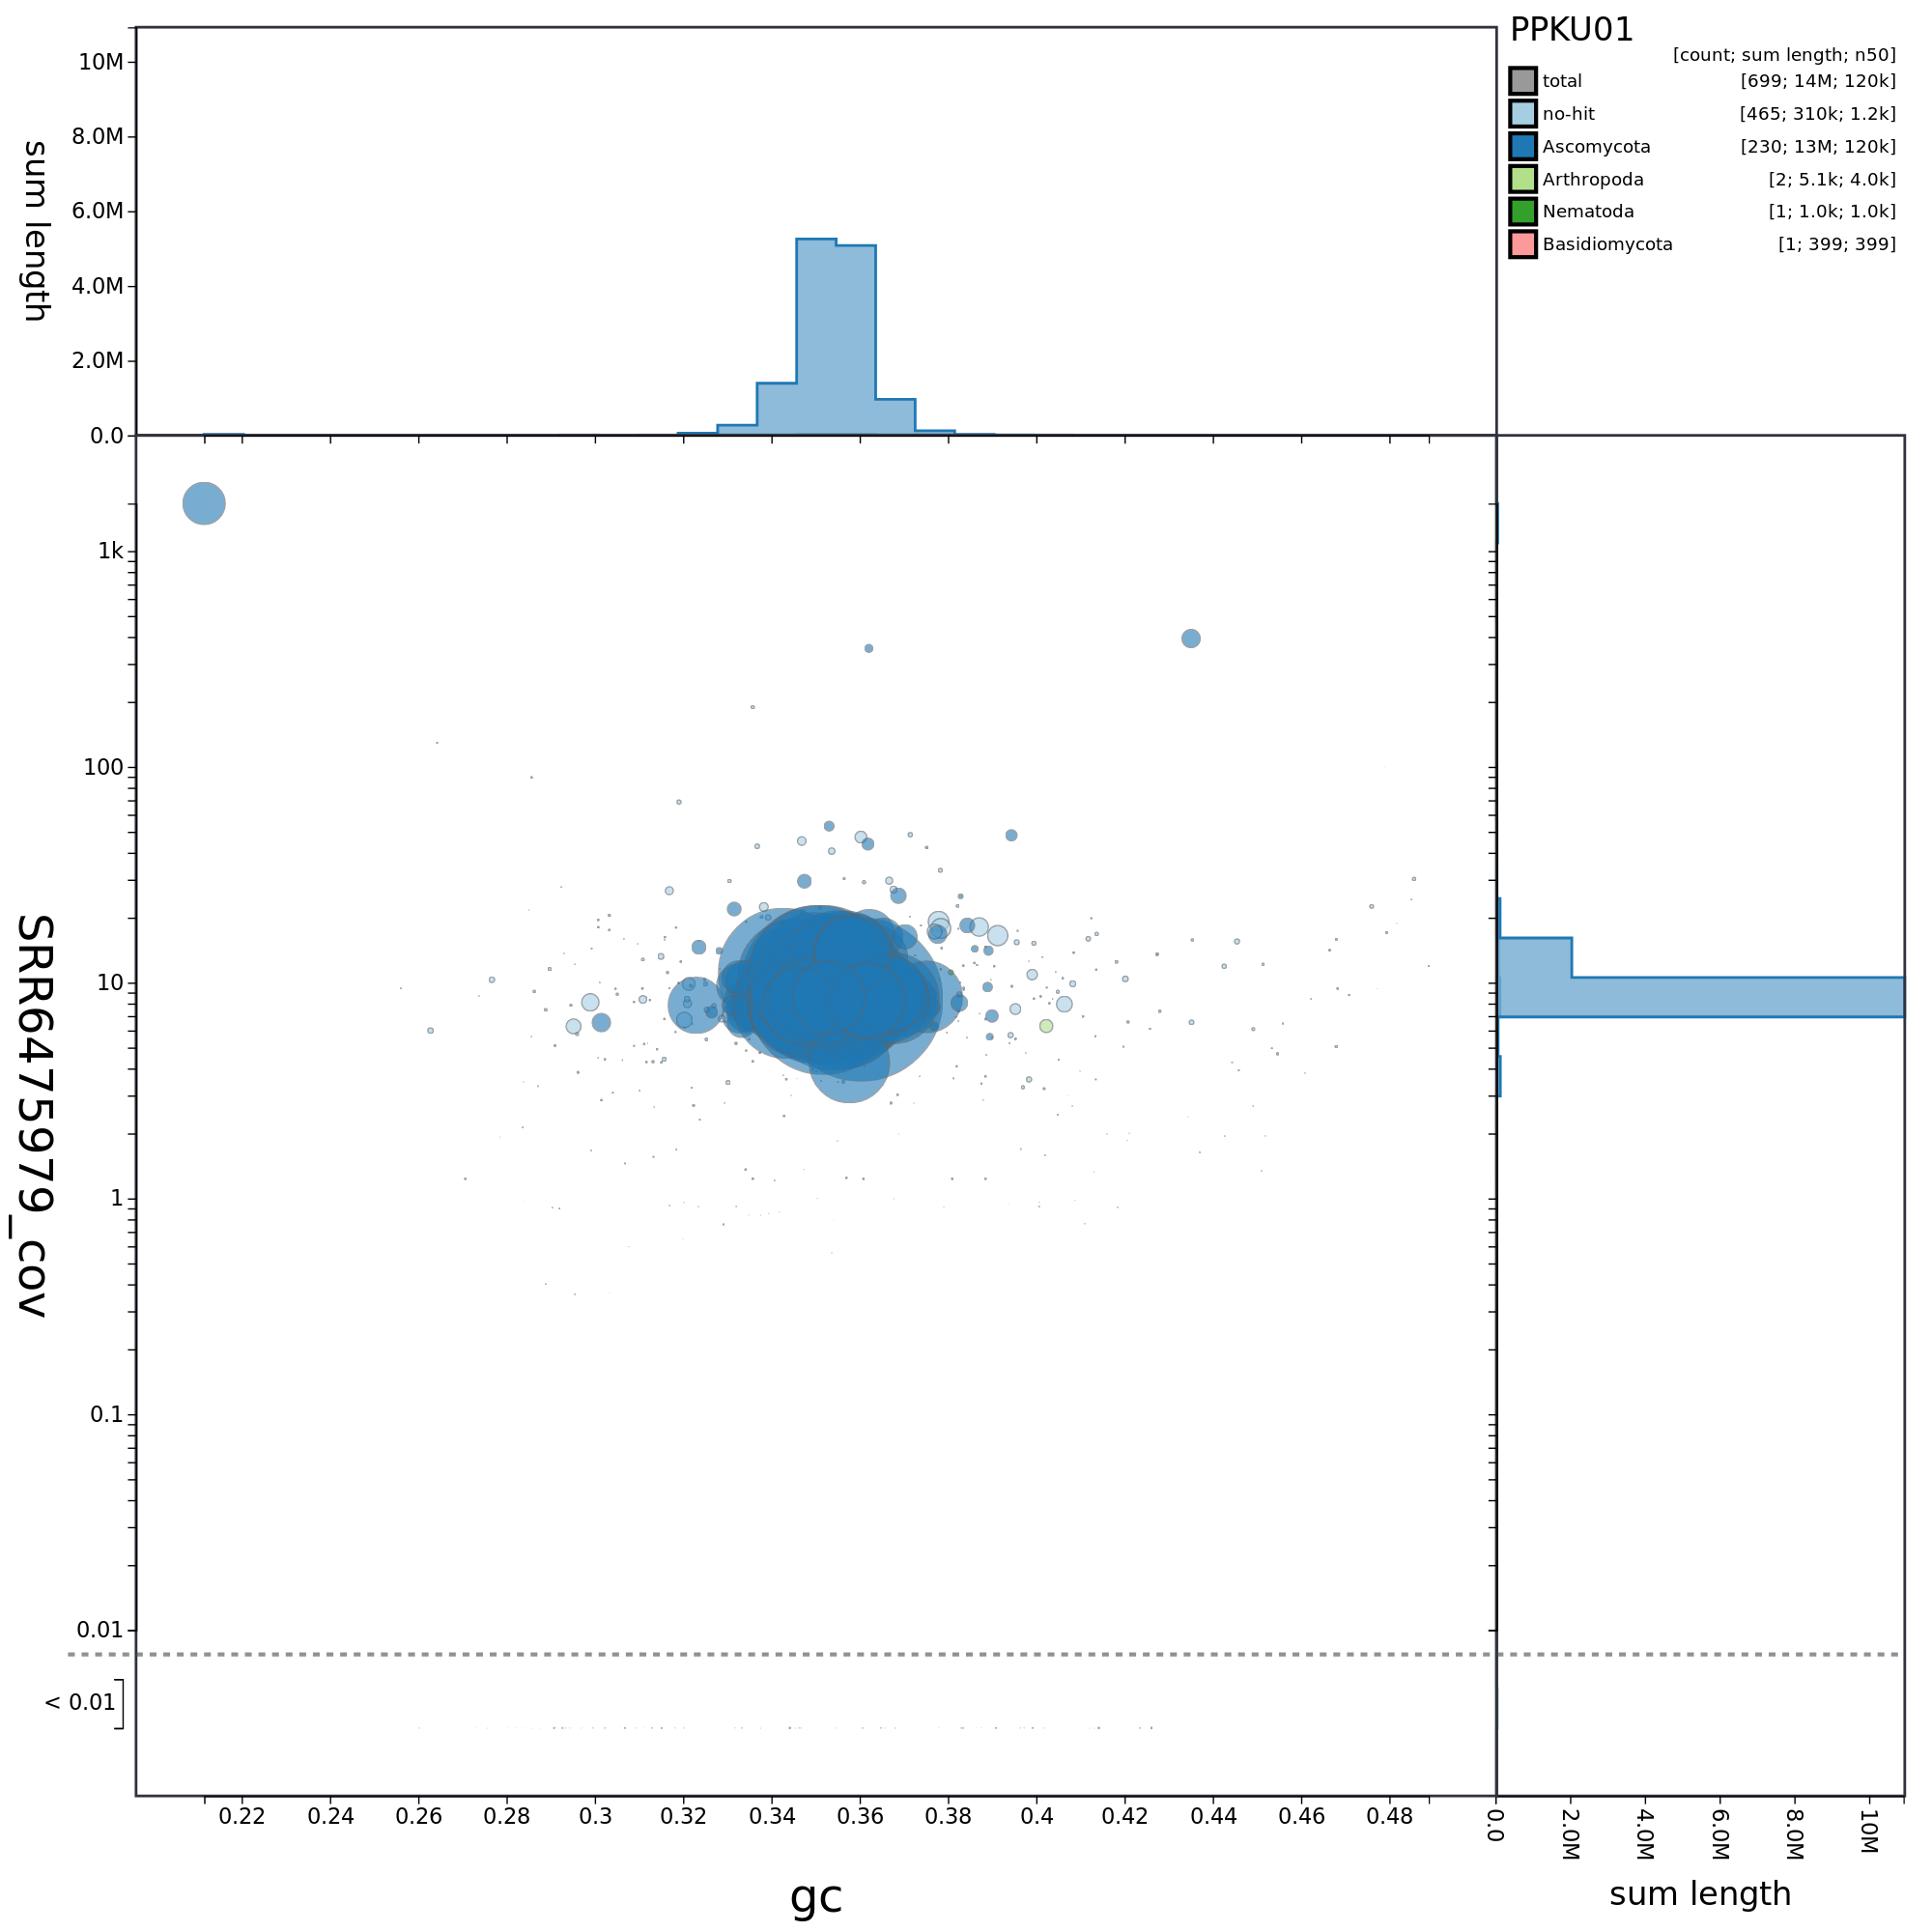 PPKU01
[count; sum length; n50]
total [699; 14M; 120k]
no-hit [465; 310k; 1.2k]
Ascomycota [230; 13M; 120k]
Arthropoda [2; 5.1k; 4.0k]
Nematoda [1; 1.0k; 1.0k]
Basidiomycota [1; 399; 399]
sum length
10M
8.0M
6.0M
4.0M
2.0M
0.0
SRR6475979_cov
1k
100
10
1
0.1
0.01
< 0.01
0.22 0.24 0.26 0.28 0.3 0.32 0.34 0.36 0.38 0.4 0.42 0.44 0.46 0.48
gc
0.0 2.0M 4.0M 6.0M 8.0M 10M
sum length